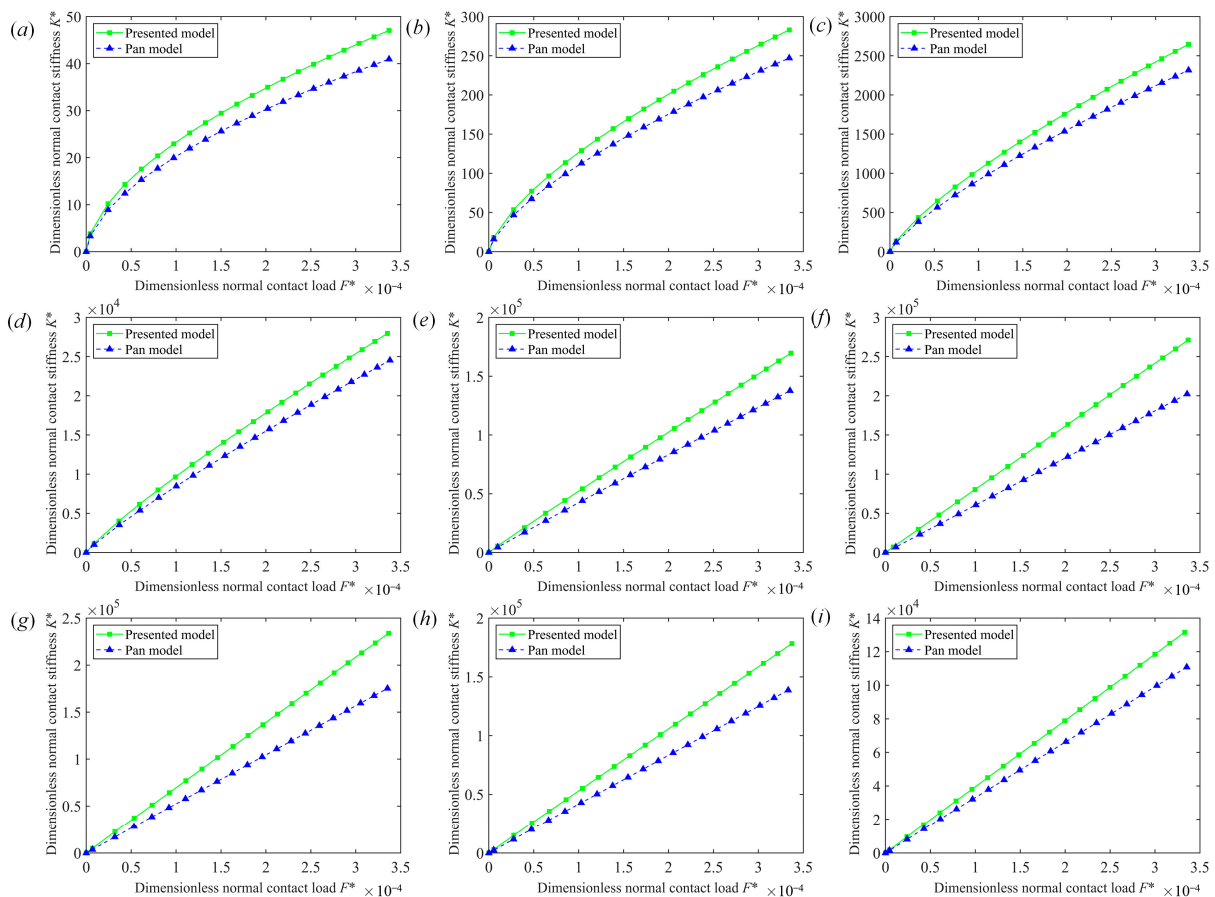 (a)
50
40
30
20
10
0
Dimensionless normal contact stiffness K*
Presented model
Pan model
0 0.5 1 1.5 2 2.5 3 3.5
Dimensionless normal contact load F* ×10⁻⁴
(b)
300
250
200
150
100
50
0
Dimensionless normal contact stiffness K*
Presented model
Pan model
0 0.5 1 1.5 2 2.5 3 3.5
Dimensionless normal contact load F* ×10⁻⁴
(c)
3000
2500
2000
1500
1000
500
0
Dimensionless normal contact stiffness K*
Presented model
Pan model
0 0.5 1 1.5 2 2.5 3 3.5
Dimensionless normal contact load F* ×10⁻⁴
(d)
×10⁴
3
2.5
2
1.5
1
0.5
0
Dimensionless normal contact stiffness K*
Presented model
Pan model
0 0.5 1 1.5 2 2.5 3 3.5
Dimensionless normal contact load F* ×10⁻⁴
(e)
×10⁵
2
1.5
1
0.5
0
Dimensionless normal contact stiffness K*
Presented model
Pan model
0 0.5 1 1.5 2 2.5 3 3.5
Dimensionless normal contact load F* ×10⁻⁴
(f)
×10⁵
3
2.5
2
1.5
1
0.5
0
Dimensionless normal contact stiffness K*
Presented model
Pan model
0 0.5 1 1.5 2 2.5 3 3.5
Dimensionless normal contact load F* ×10⁻⁴
(g)
×10⁵
2.5
2
1.5
1
0.5
0
Dimensionless normal contact stiffness K*
Presented model
Pan model
0 0.5 1 1.5 2 2.5 3 3.5
Dimensionless normal contact load F* ×10⁻⁴
(h)
×10⁵
2
1.5
1
0.5
0
Dimensionless normal contact stiffness K*
Presented model
Pan model
0 0.5 1 1.5 2 2.5 3 3.5
Dimensionless normal contact load F* ×10⁻⁴
(i)
×10⁴
14
12
10
8
6
4
2
0
Dimensionless normal contact stiffness K*
Presented model
Pan model
0 0.5 1 1.5 2 2.5 3 3.5
Dimensionless normal contact load F* ×10⁻⁴